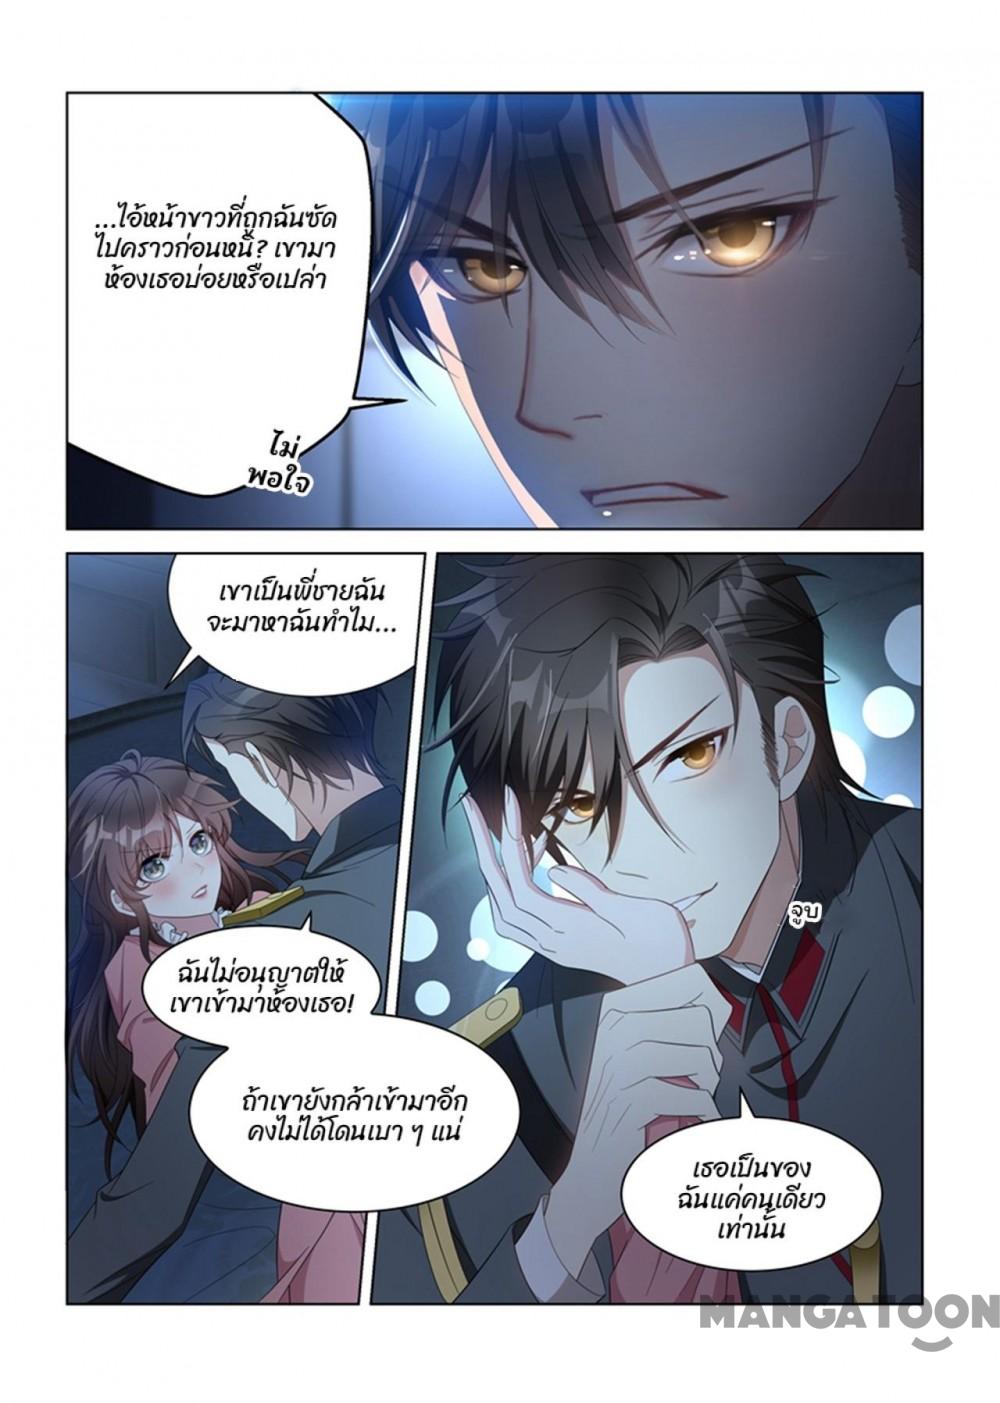 ...ไอ้หน้าขาวที่ถูกฉันซัด
ไปคราวก่อนหนิ? เขามา
ห้องเธอบ่อยหรือเปล่า
ไม่
พอใจ
เขาเป็นพี่ชายฉัน
จะมาหาฉันทำไม...
ฉันไม่อนุญาตให้
เขาเข้ามาห้องเธอ!
ถ้าเขายังกล้าเข้ามาอีก
คงไม่ได้โดนเบา ๆ แน่
จูบ
เธอเป็นของ
ฉันแค่คนเดียว
เท่านั้น
MANGATOON